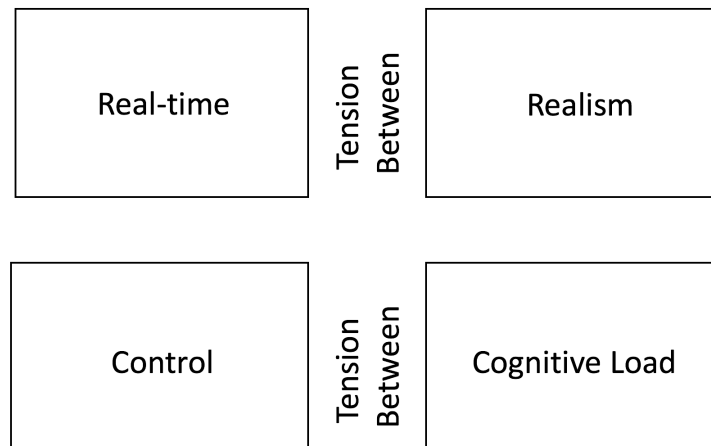 Real-time
Tension
Between
Realism
Control
Tension
Between
Cognitive Load